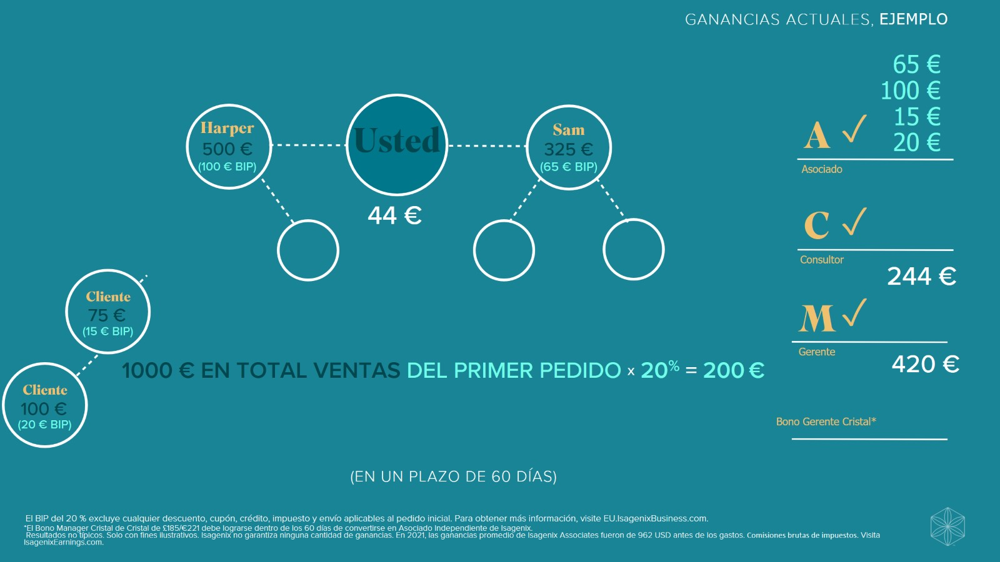 GANANCIAS ACTUALES, EJEMPLO
65 €
100 €
15 €
20 €
A ✓
Asociado
Harper
500 €
(100 € BIP)
Usted
44 €
Sam
325 €
(65 € BIP)
C ✓
Consultor
244 €
Cliente
75 €
(15 € BIP)
M ✓
Gerente
420 €
1000 € EN TOTAL VENTAS DEL PRIMER PEDIDO x 20% = 200 €
Cliente
100 €
(20 € BIP)
Bono Gerente Cristal*
(EN UN PLAZO DE 60 DÍAS)
El BIP del 20 % excluye cualquier descuento, cupón, crédito, impuesto y envío aplicables al pedido inicial. Para obtener más información, visite EU.IsagenixBusiness.com.
*El Bono Manager Cristal de Cristal de £185/€221 debe lograrse dentro de los 60 días de convertirse en Asociado Independiente de Isagenix.
Resultados no típicos. Solo con fines ilustrativos. Isagenix no garantiza ninguna cantidad de ganancias. En 2021, las ganancias promedio de Isagenix Associates fueron de 962 USD antes de los gastos. Comisiones brutas de impuestos. Visita
IsagenixEarnings.com.